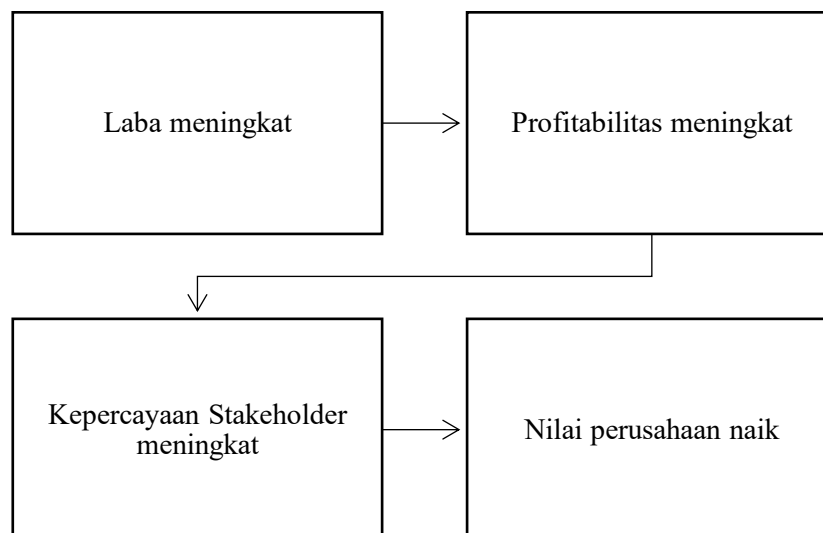 Laba meningkat
Profitabilitas meningkat
Kepercayaan Stakeholder
meningkat
Nilai perusahaan naik